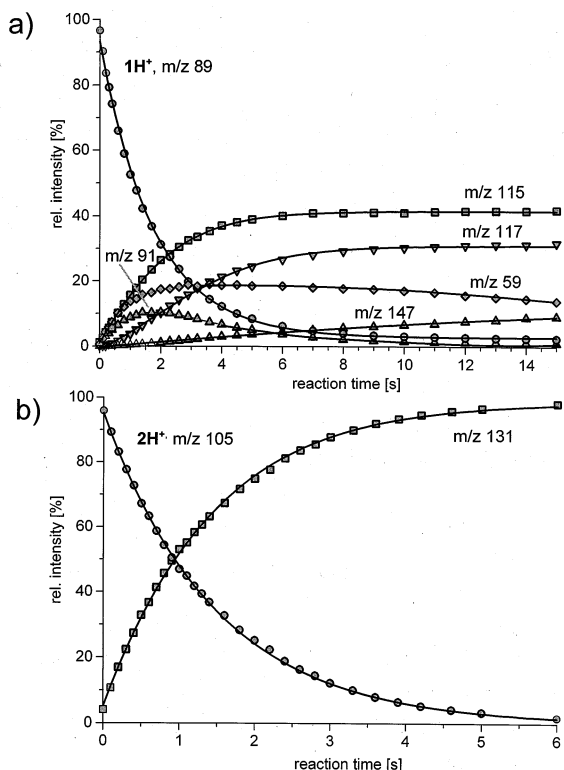 a)
100
80
60
40
20
0
rel. intensity [%]
1H⁺, m/z 89
m/z 115
m/z 117
m/z 91
m/z 59
m/z 147
0 2 4 6 8 10 12 14
reaction time [s]
b)
100
80
60
40
20
0
rel. intensity [%]
2H⁺, m/z 105
m/z 131
0 1 2 3 4 5 6
reaction time [s]